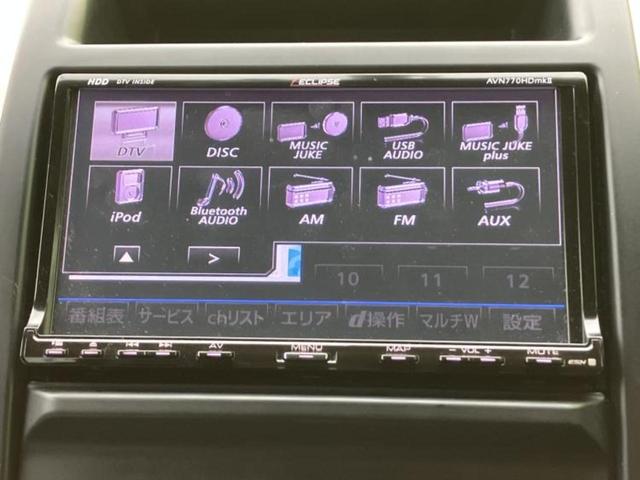 HDD DTV INSIDE ECLIPSE AVN770HDmkII
DTV DISC MUSIC JUKE USB AUDIO MUSIC JUKE plus
iPod Bluetooth AUDIO AM FM AUX
>
10 11 12
番組表 サービス chリスト エリア d操作 マルチW 設定
AV MENU MAP - VOL + MUTE ESN